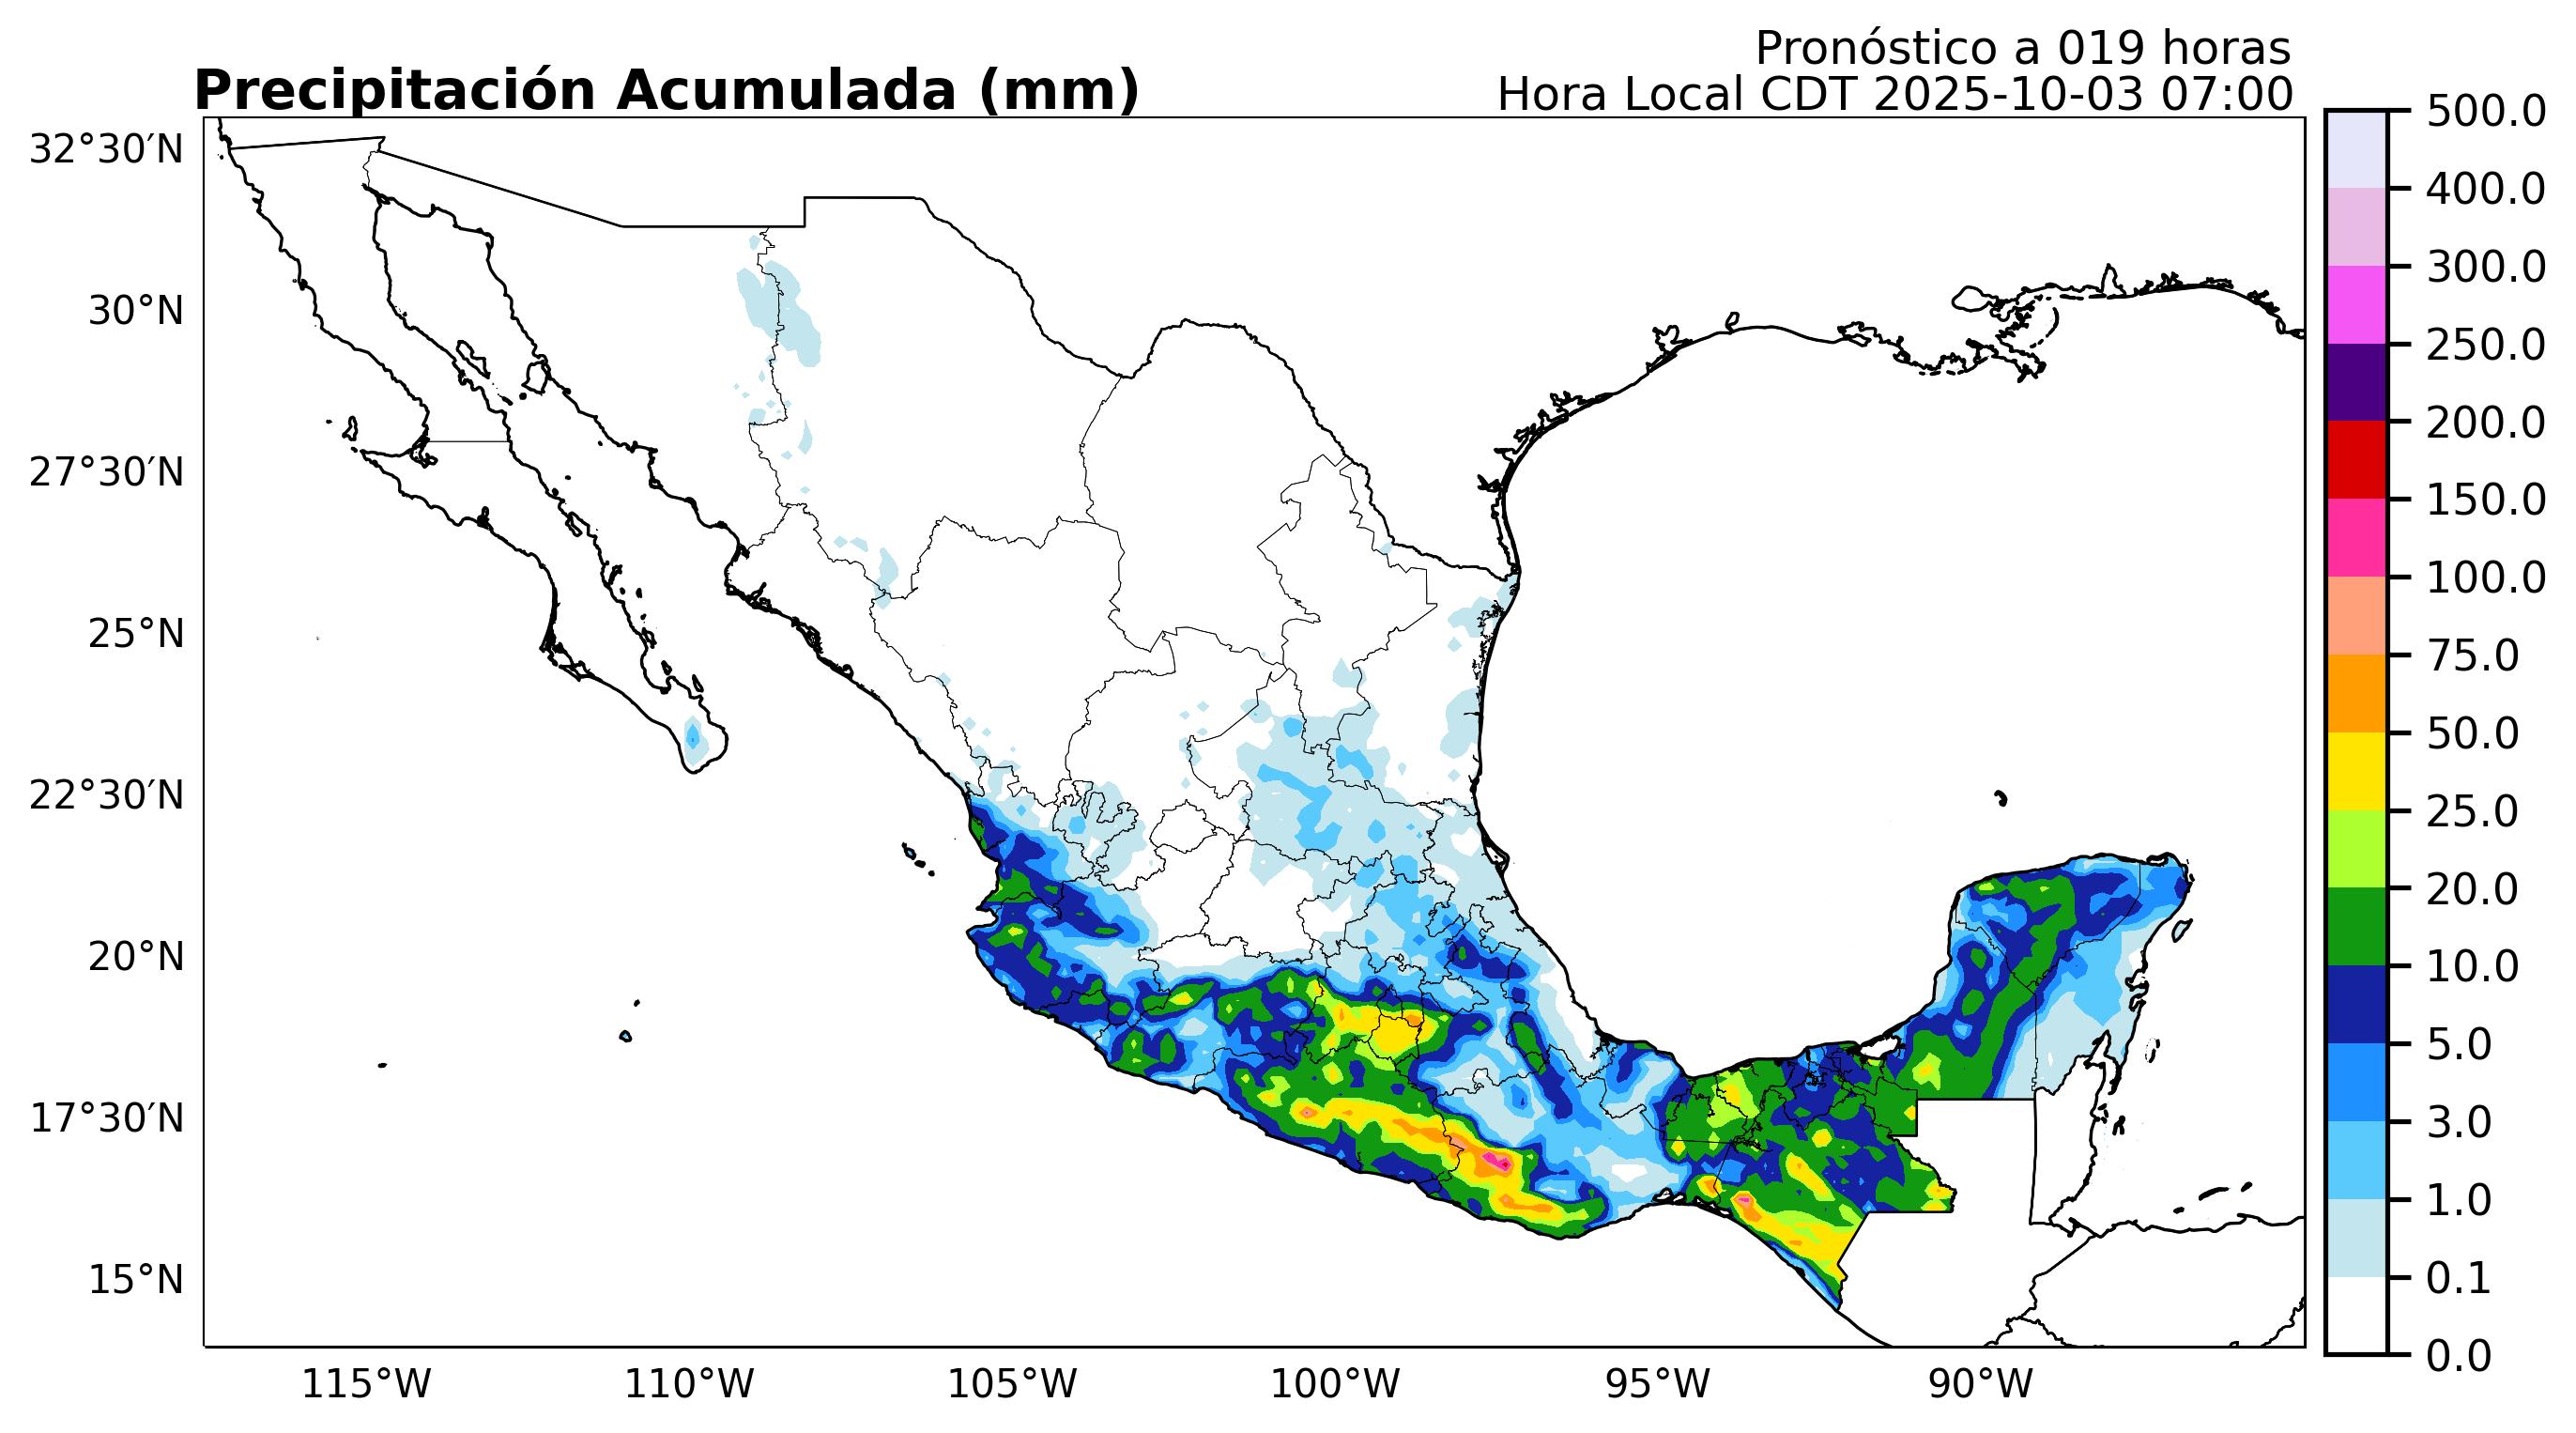 Pronóstico a 019 horas
Precipitación Acumulada (mm)
Hora Local CDT 2025-10-03 07:00
32°30′N
30°N
27°30′N
25°N
22°30′N
20°N
17°30′N
15°N
115°W
110°W
105°W
100°W
95°W
90°W
500.0
400.0
300.0
250.0
200.0
150.0
100.0
75.0
50.0
25.0
20.0
10.0
5.0
3.0
1.0
0.1
0.0